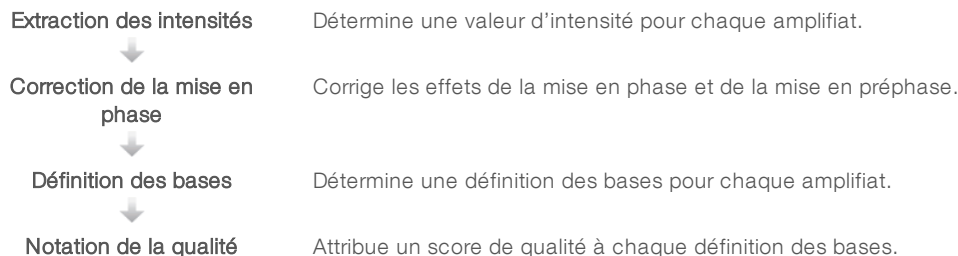 Extraction des intensités Détermine une valeur d’intensité pour chaque amplifiat.
Correction de la mise en Corrige les effets de la mise en phase et de la mise en préphase.
phase
Définition des bases Détermine une définition des bases pour chaque amplifiat.
Notation de la qualité Attribue un score de qualité à chaque définition des bases.